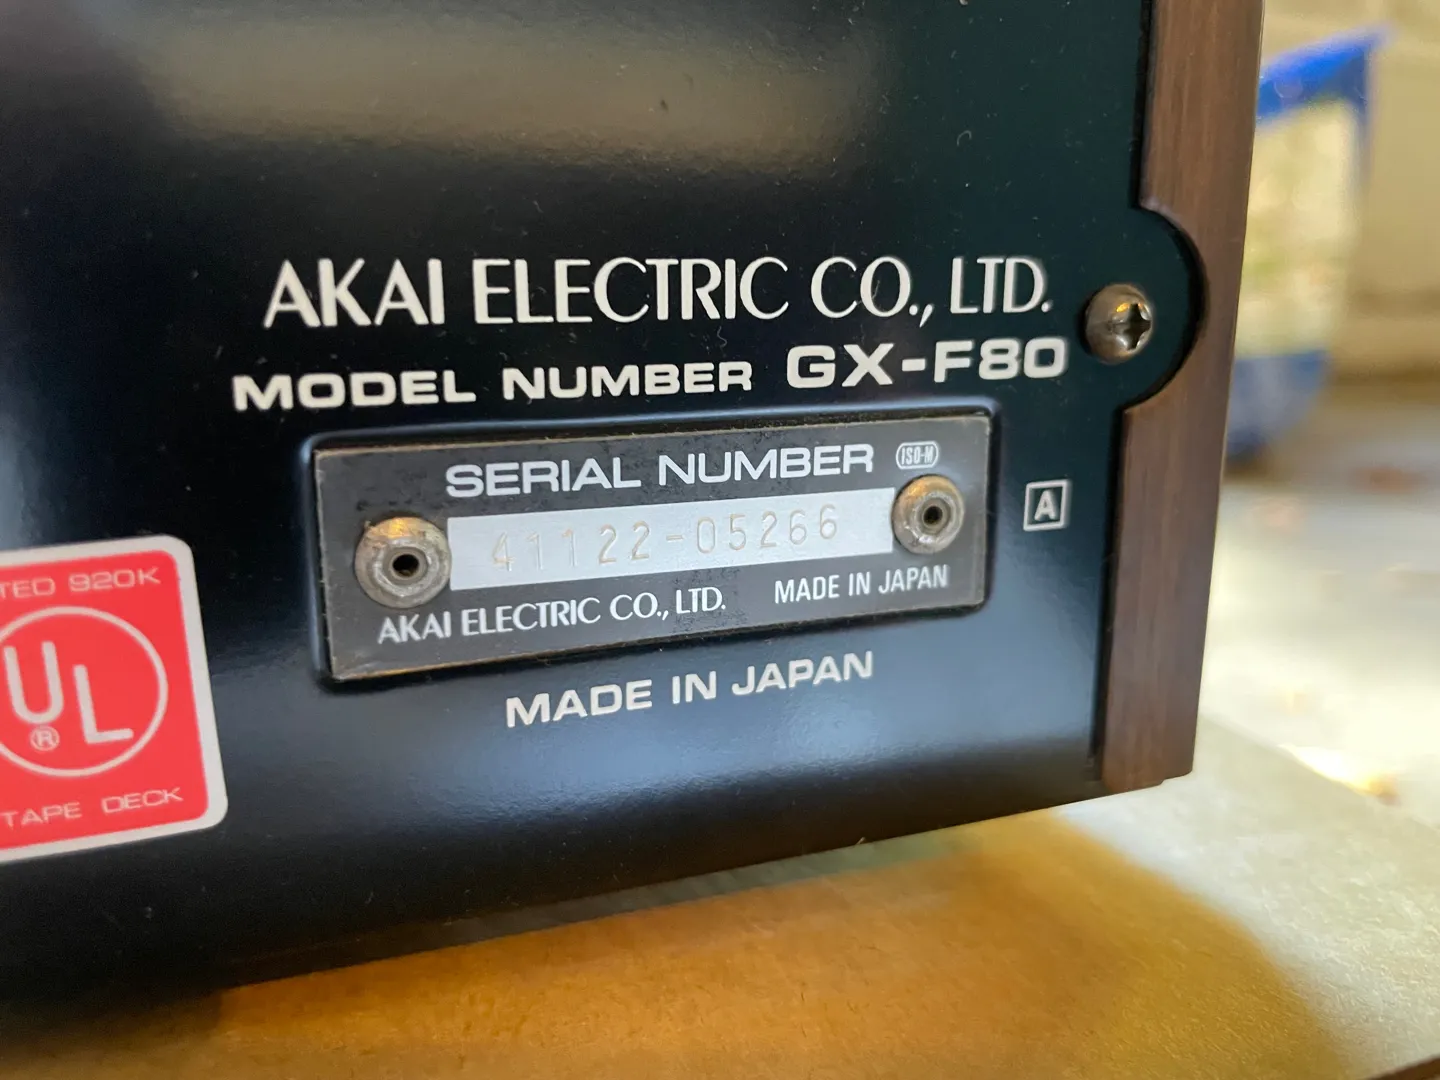 AKAI ELECTRIC CO., LTD.
MODEL NUMBER GX-F80
SERIAL NUMBER ISO-M
41122-05266
AKAI ELECTRIC CO., LTD. MADE IN JAPAN
A
MADE IN JAPAN
TED 920K
UL
®
TAPE DECK